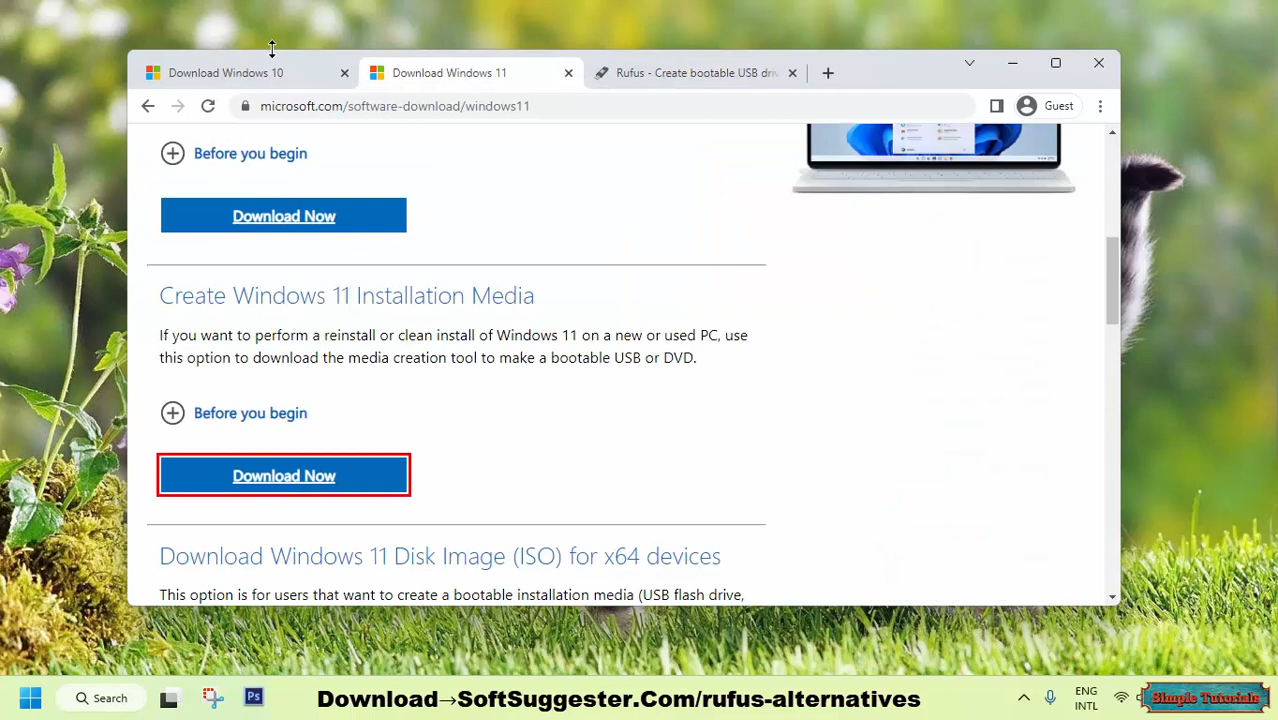 Download Windows 10
Download Windows 11
Rufus - Create bootable USB driv
microsoft.com/software-download/windows11
Guest
Before you begin
Download Now
Create Windows 11 Installation Media
If you want to perform a reinstall or clean install of Windows 11 on a new or used PC, use
this option to download the media creation tool to make a bootable USB or DVD.
Before you begin
Download Now
Download Windows 11 Disk Image (ISO) for x64 devices
This option is for users that want to create a bootable installation media (USB flash drive,
Search
Ps
Download→SoftSuggester.Com/rufus-alternatives
ENG
INTL
Simple Tutorials